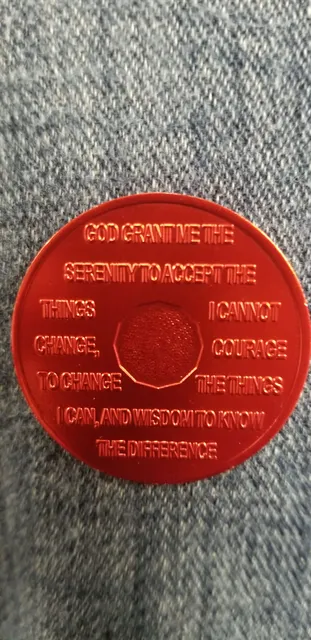 GOD GRANT ME THE
SERENITY TO ACCEPT THE
THINGS I CANNOT
CHANGE, COURAGE
TO CHANGE THE THINGS
I CAN, AND WISDOM TO KNOW
THE DIFFERENCE